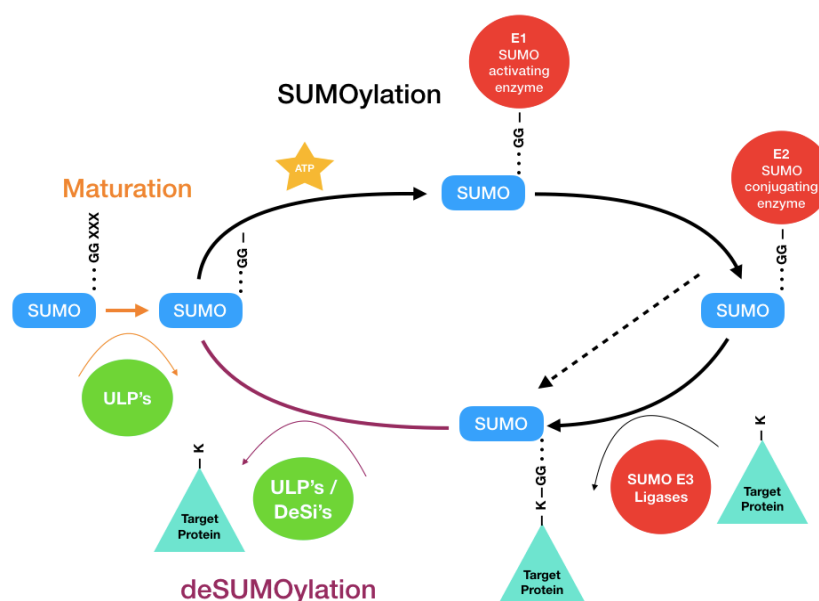 E1
SUMO
activating
enzyme
SUMOylation
GG –
ATP
E2
SUMO
conjugating
enzyme
Maturation
SUMO
GG XXX
GG –
GG –
SUMO
SUMO
SUMO
ULP's
SUMO
K
ULP's /
DeSi's
– K –GG
SUMO E3
Ligases
K
Target
Protein
Target
Protein
Target
Protein
deSUMOylation